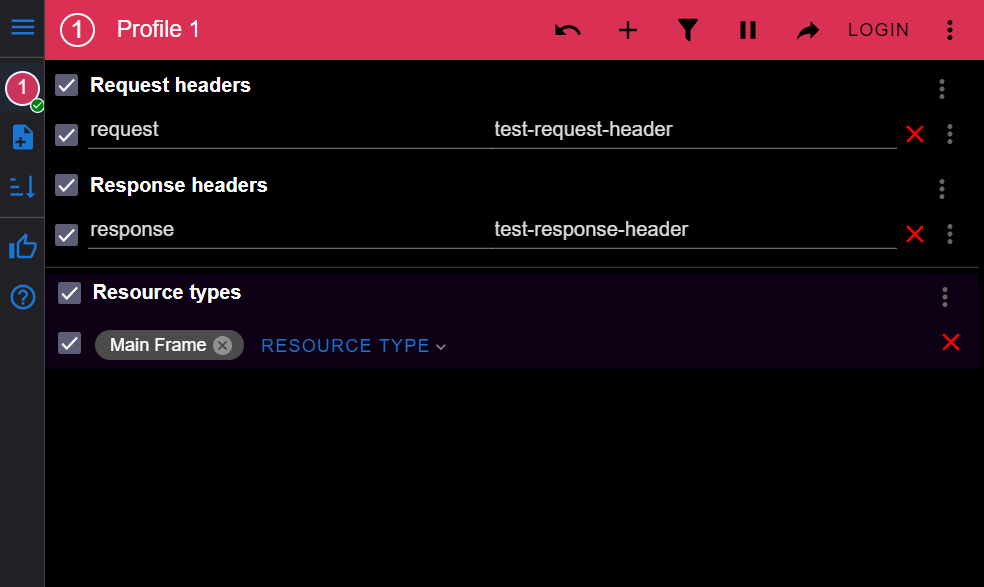 1 Profile 1 LOGIN
1
Request headers
request test-request-header
Response headers
response test-response-header
Resource types
Main Frame RESOURCE TYPE